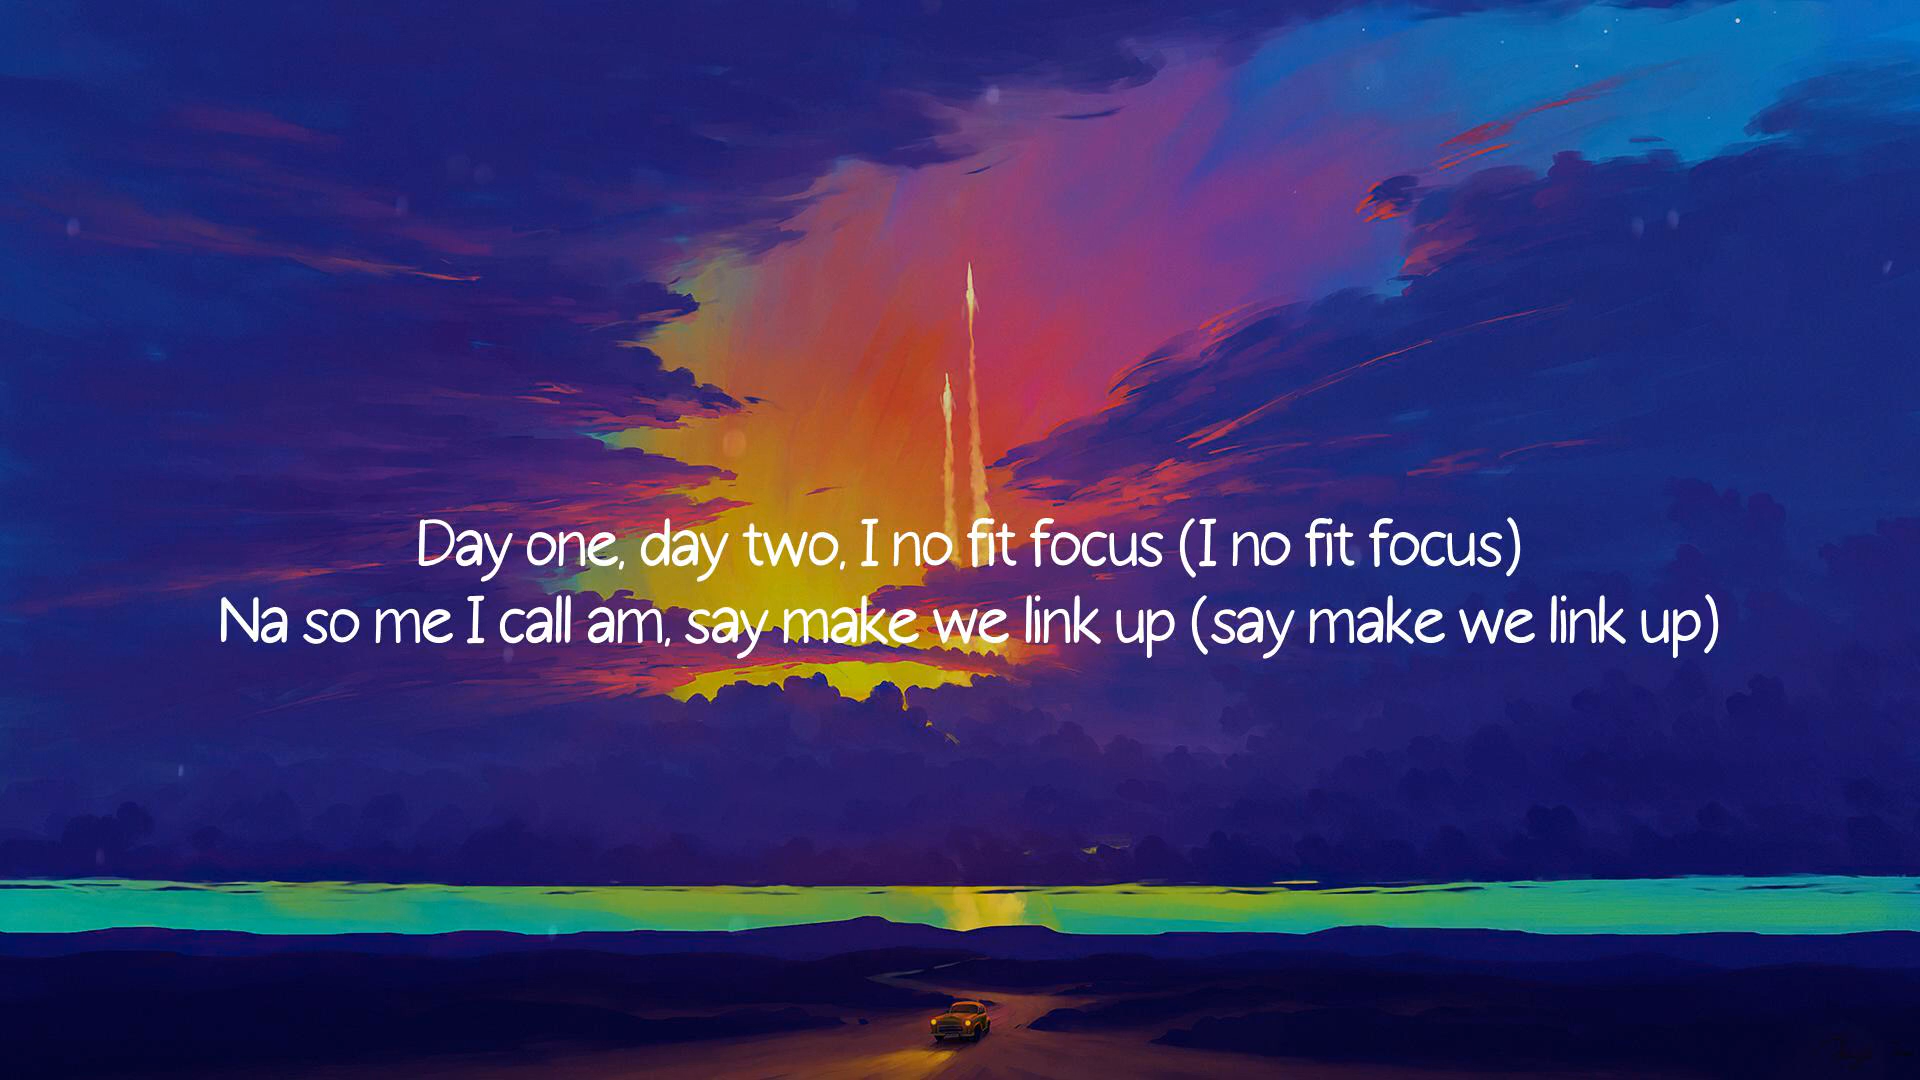 Day one, day two, I no fit focus (I no fit focus)
Na so me I call am, say make we link up (say make we link up)